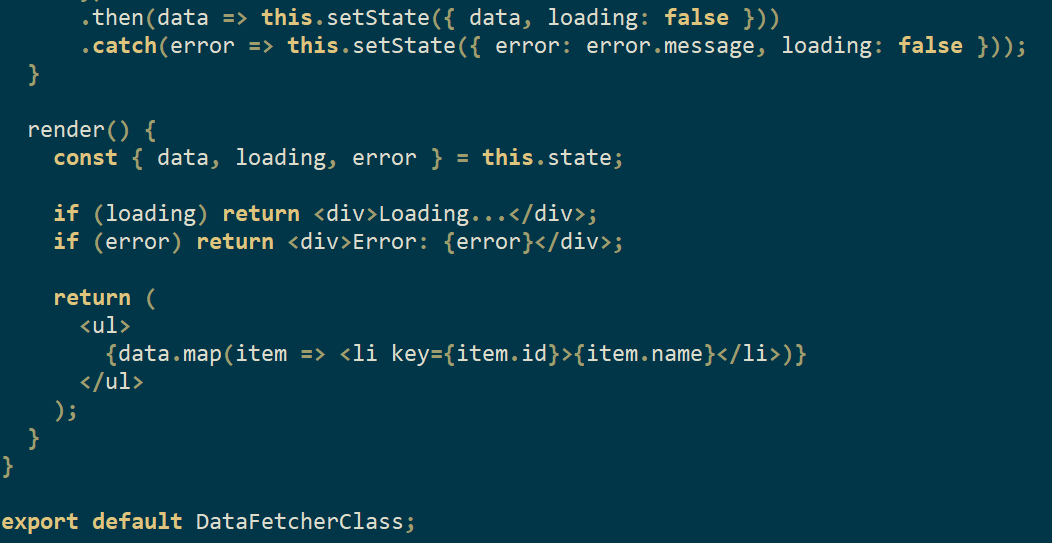 .then(data => this.setState({ data, loading: false }))
.catch(error => this.setState({ error: error.message, loading: false }));
}
render() {
const { data, loading, error } = this.state;
if (loading) return <div>Loading...</div>;
if (error) return <div>Error: {error}</div>;
return (
<ul>
{data.map(item => <li key={item.id}>{item.name}</li>)}
</ul>
);
}
}
export default DataFetcherClass;